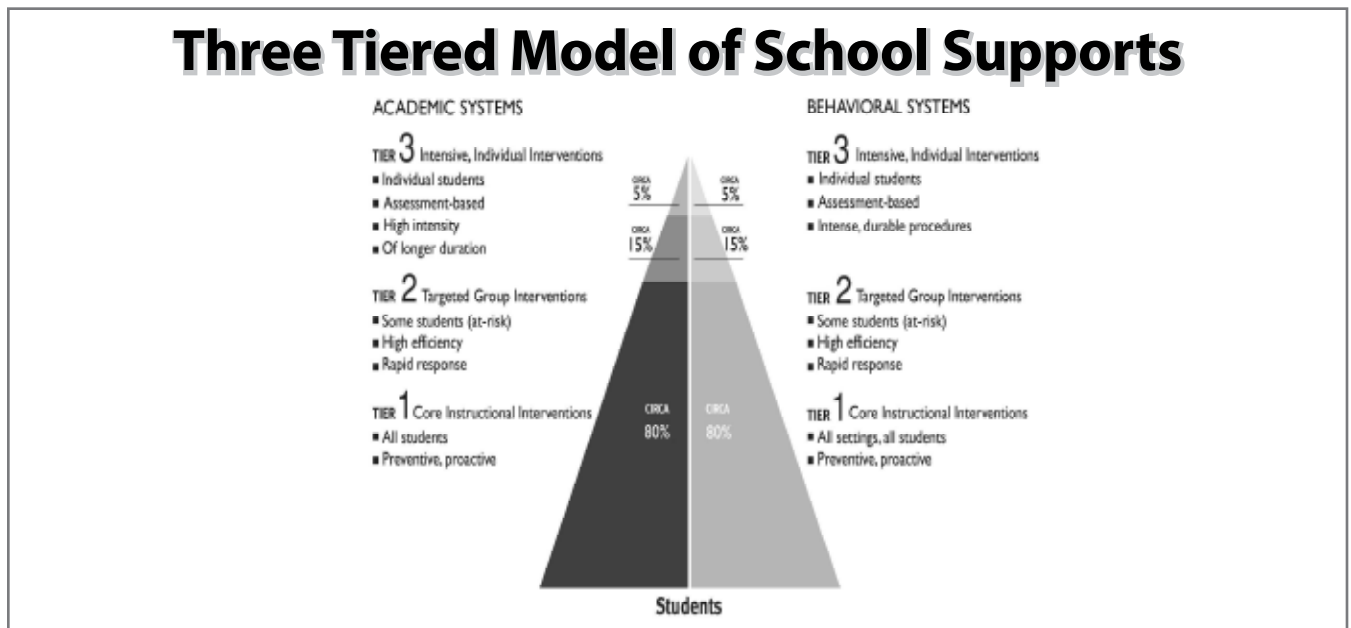 Three Tiered Model of School Supports
ACADEMIC SYSTEMS
TIER 3 Intensive, Individual Interventions
■ Individual students
■ Assessment-based
■ High intensity
■ Of longer duration
TIER 2 Targeted Group Interventions
■ Some students (at-risk)
■ High efficiency
■ Rapid response
TIER 1 Core Instructional Interventions
■ All students
■ Preventive, proactive
CIRCA
5%
CIRCA
15%
CIRCA
80%
CIRCA
5%
CIRCA
15%
CIRCA
80%
Students
BEHAVIORAL SYSTEMS
TIER 3 Intensive, Individual Interventions
■ Individual students
■ Assessment-based
■ Intense, durable procedures
TIER 2 Targeted Group Interventions
■ Some students (at-risk)
■ High efficiency
■ Rapid response
TIER 1 Core Instructional Interventions
■ All settings, all students
■ Preventive, proactive